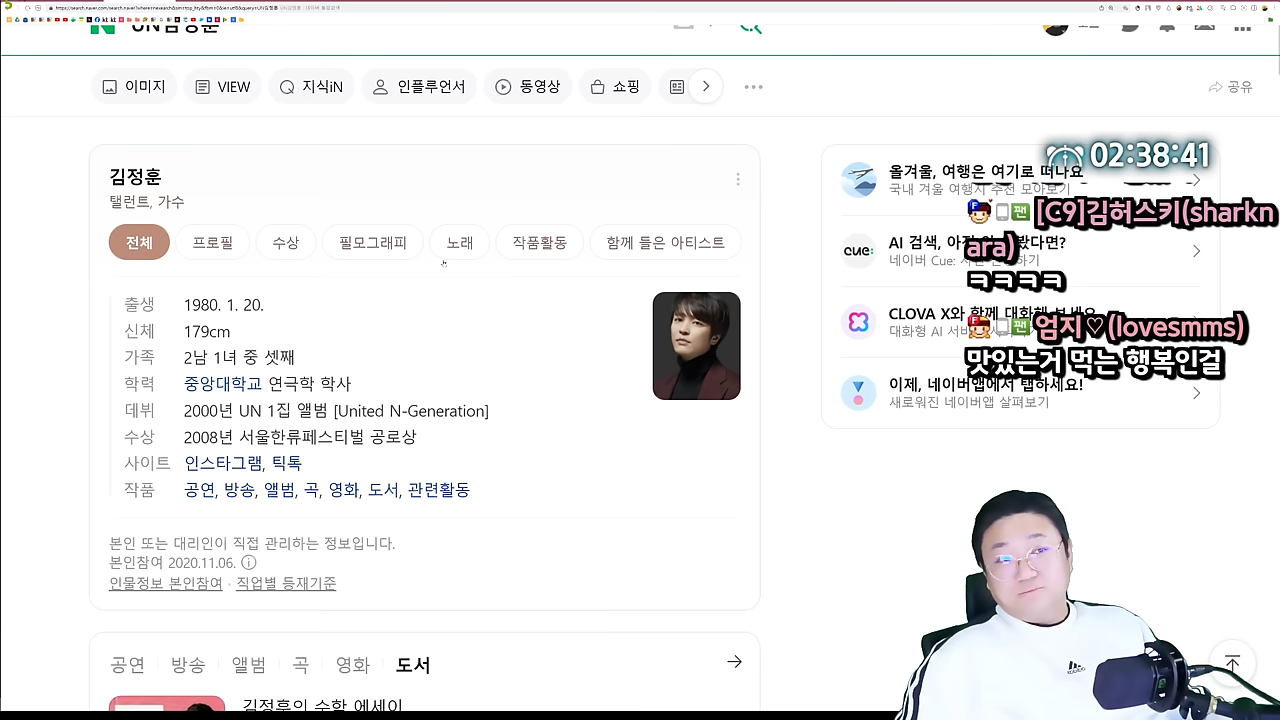 UN김정훈
이미지
VIEW
지식iN
인플루언서
동영상
쇼핑
공유
김정훈
탤런트, 가수
전체
프로필
수상
필모그래피
노래
작품활동
함께 들은 아티스트
출생 1980. 1. 20.
신체 179cm
가족 2남 1녀 중 셋째
학력 중앙대학교 연극학 학사
데뷔 2000년 UN 1집 앨범 [United N-Generation]
수상 2008년 서울한류페스티벌 공로상
사이트 인스타그램, 틱톡
작품 공연, 방송, 앨범, 곡, 영화, 도서, 관련활동
본인 또는 대리인이 직접 관리하는 정보입니다.
본인참여 2020.11.06.
인물정보 본인참여 · 직업별 등재기준
공연 방송 앨범 곡 영화 도서
김정훈의 수학 에세이
02:38:41
올겨울, 여행은 여기로 떠나요
국내 겨울 여행지 추천 모아보기
[C9]김허스키(sharkn
ara)
ㅋㅋㅋㅋ
cue:
AI 검색, 아직
네이버 Cue:
CLOVA X와 함께 대화해 보세요
대화형 AI
엄지♡(lovesmms)
맛있는거 먹는 행복인걸
이제, 네이버앱에서 탭하세요!
새로워진 네이버앱 살펴보기